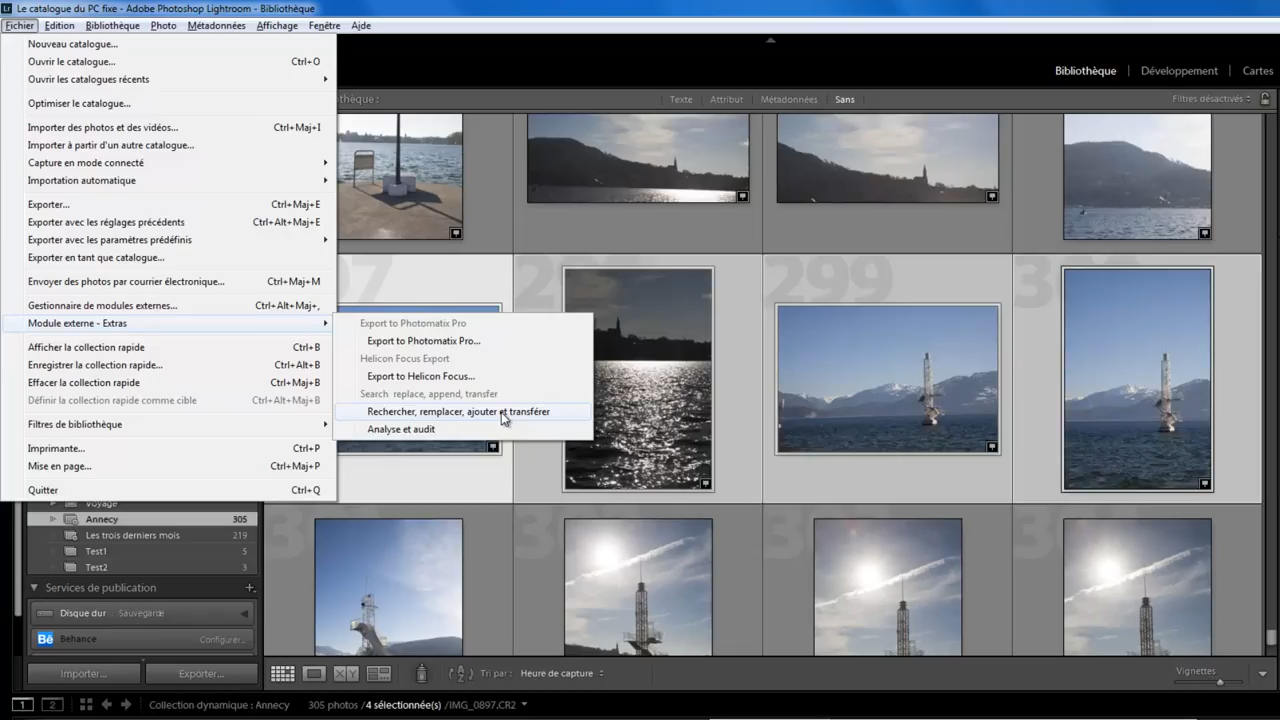 Le catalogue du PC fixe - Adobe Photoshop Lightroom - Bibliothèque
Fichier Edition Bibliothèque Photo Métadonnées Affichage Fenêtre Aide
Nouveau catalogue...
Ouvrir le catalogue... Ctrl+O
Ouvrir les catalogues récents
Optimiser le catalogue...
Importer des photos et des vidéos... Ctrl+Maj+I
Importer à partir d'un autre catalogue...
Capture en mode connecté
Importation automatique
Exporter... Ctrl+Maj+E
Exporter avec les réglages précédents Ctrl+Alt+Maj+E
Exporter avec les paramètres prédéfinis
Exporter en tant que catalogue...
Envoyer des photos par courrier électronique... Ctrl+Maj+M
Gestionnaire de modules externes... Ctrl+Alt+Maj+,
Module externe - Extras
Afficher la collection rapide Ctrl+B
Enregistrer la collection rapide... Ctrl+Alt+B
Effacer la collection rapide Ctrl+Maj+B
Définir la collection rapide comme cible Ctrl+Alt+Maj+B
Filtres de bibliothèque
Imprimante... Ctrl+P
Mise en page... Ctrl+Maj+P
Quitter Ctrl+Q
Export to Photomatix Pro
Export to Photomatix Pro...
Helicon Focus Export
Export to Helicon Focus...
Search replace, append, transfer
Rechercher, remplacer, ajouter et transférer
Analyse et audit
Bibliothèque Développement Cartes
thèque : Texte Attribut Métadonnées Sans Filtres désactivés
299
Voyage
Annecy 305
Les trois derniers mois 219
Test1 5
Test2 3
Services de publication
Disque dur Sauvegarde
Bē Behance Configurer...
Importer... Exporter...
XY Tri par : Heure de capture Vignettes
1 2 Collection dynamique : Annecy 305 photos / 4 sélectionnée(s) / IMG_0897.CR2